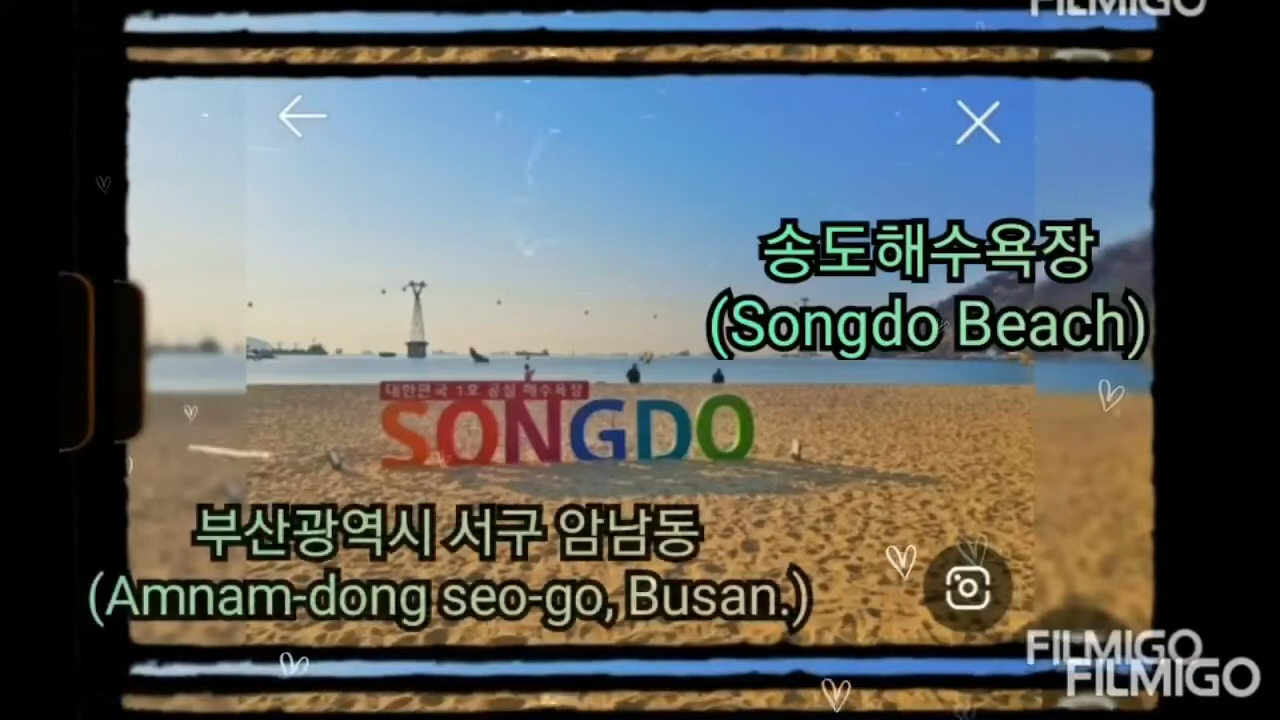 FILMIGO
송도해수욕장
(Songdo Beach)
대한민국 1호 공설 해수욕장
SONGDO
부산광역시 서구 암남동
(Amnam-dong seo-go, Busan.)
FILMIGO
FILMIGO